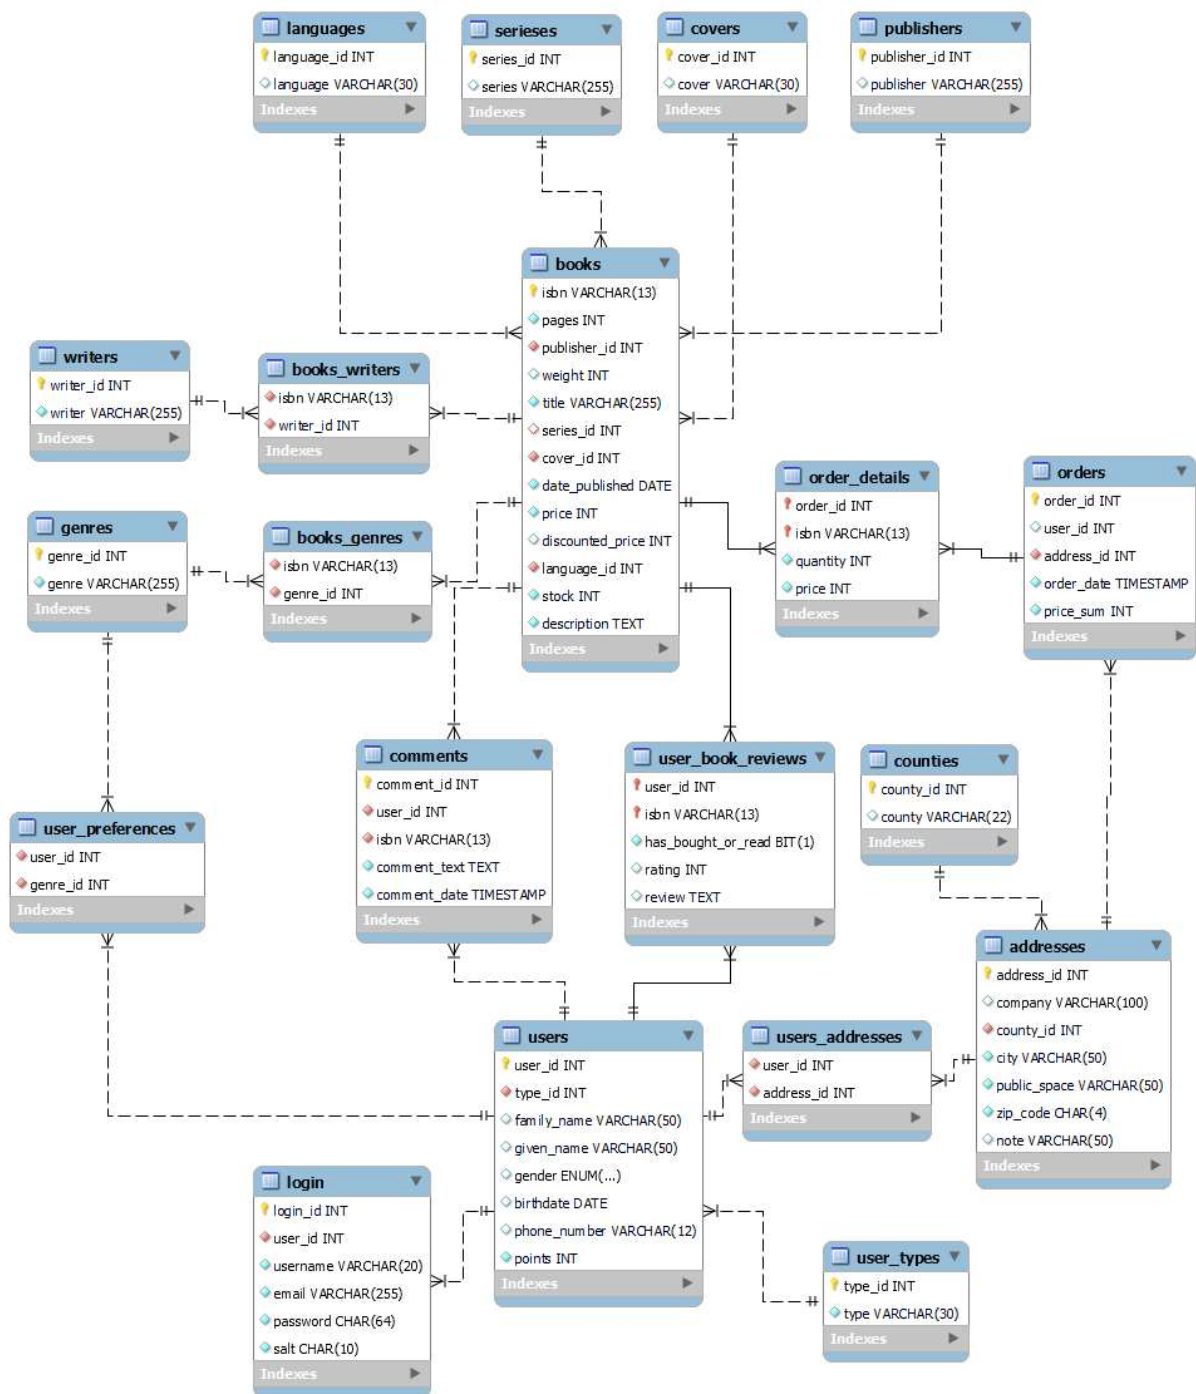 languages
language_id INT
language VARCHAR(30)
Indexes
serieses
series_id INT
series VARCHAR(255)
Indexes
covers
cover_id INT
cover VARCHAR(30)
Indexes
publishers
publisher_id INT
publisher VARCHAR(255)
Indexes
books
isbn VARCHAR(13)
pages INT
publisher_id INT
weight INT
title VARCHAR(255)
series_id INT
cover_id INT
date_published DATE
price INT
discounted_price INT
language_id INT
stock INT
description TEXT
Indexes
writers
writer_id INT
writer VARCHAR(255)
Indexes
books_writers
isbn VARCHAR(13)
writer_id INT
Indexes
genres
genre_id INT
genre VARCHAR(255)
Indexes
books_genres
isbn VARCHAR(13)
genre_id INT
Indexes
order_details
order_id INT
isbn VARCHAR(13)
quantity INT
price INT
Indexes
orders
order_id INT
user_id INT
address_id INT
order_date TIMESTAMP
price_sum INT
Indexes
comments
comment_id INT
user_id INT
isbn VARCHAR(13)
comment_text TEXT
comment_date TIMESTAMP
Indexes
user_book_reviews
user_id INT
isbn VARCHAR(13)
has_bought_or_read BIT(1)
rating INT
review TEXT
Indexes
counties
county_id INT
county VARCHAR(22)
Indexes
user_preferences
user_id INT
genre_id INT
Indexes
addresses
address_id INT
company VARCHAR(100)
county_id INT
city VARCHAR(50)
public_space VARCHAR(50)
zip_code CHAR(4)
note VARCHAR(50)
Indexes
users
user_id INT
type_id INT
family_name VARCHAR(50)
given_name VARCHAR(50)
gender ENUM(...)
birthdate DATE
phone_number VARCHAR(12)
points INT
Indexes
users_addresses
user_id INT
address_id INT
Indexes
login
login_id INT
user_id INT
username VARCHAR(20)
email VARCHAR(255)
password CHAR(64)
salt CHAR(10)
Indexes
user_types
type_id INT
type VARCHAR(30)
Indexes